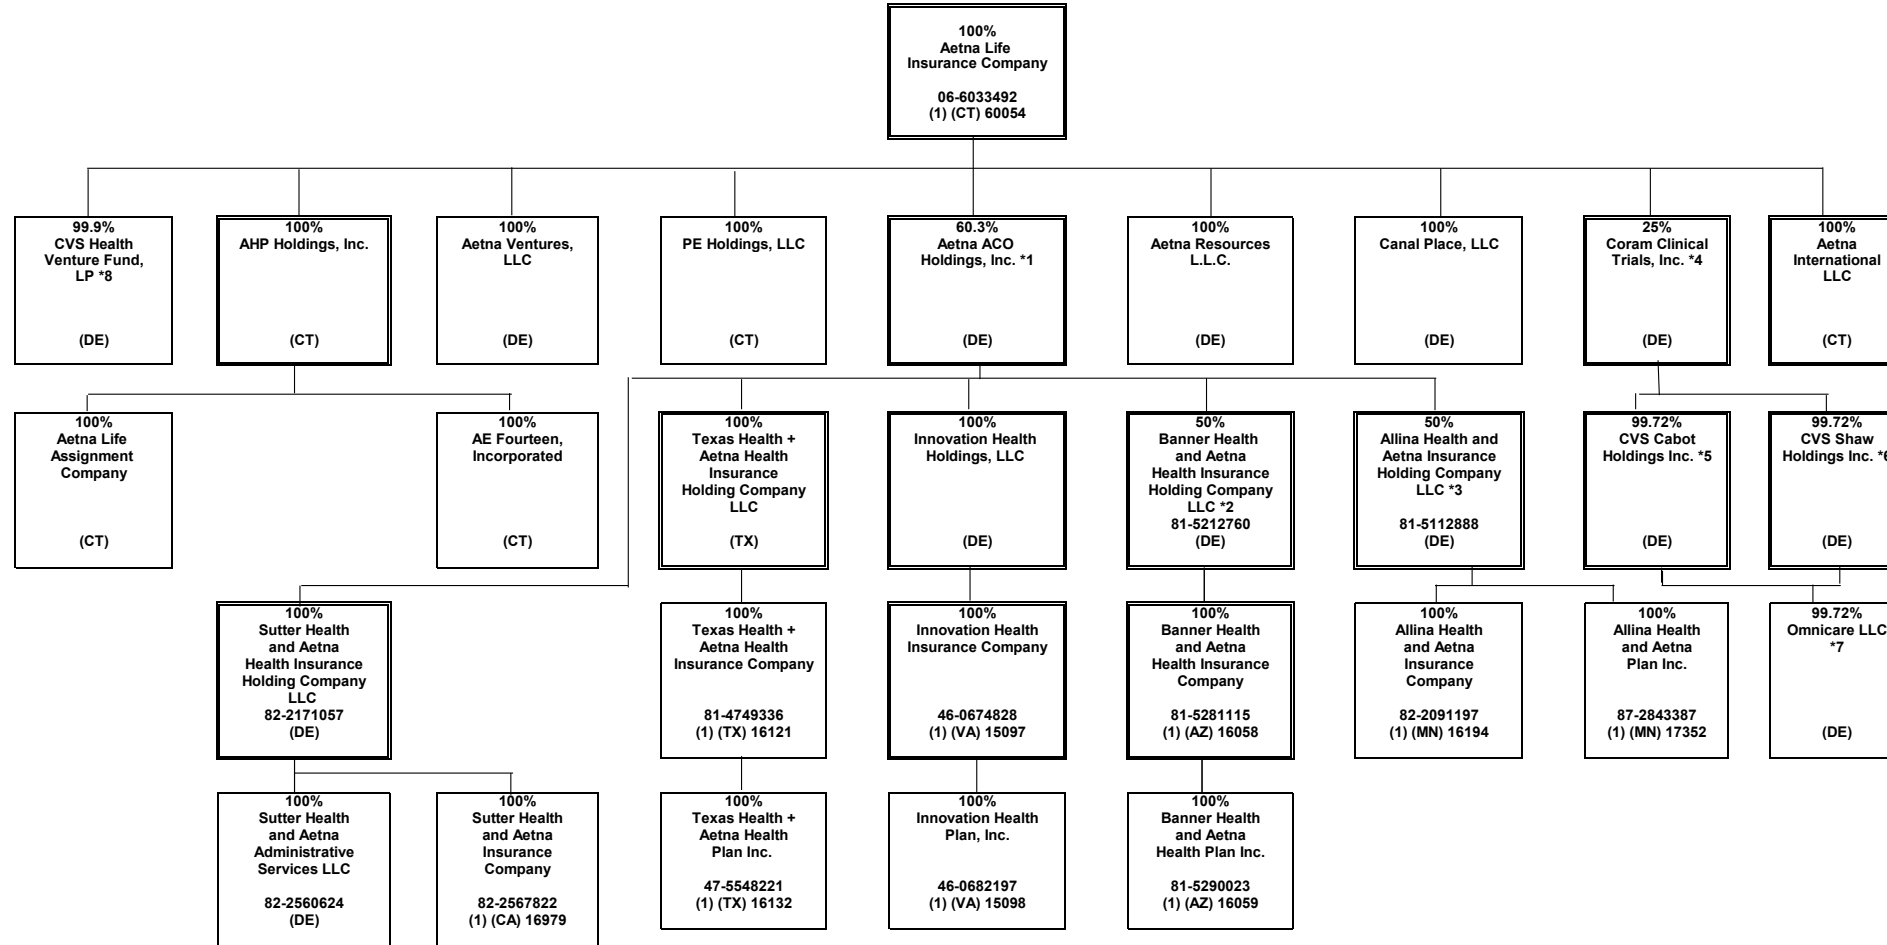 100%
Aetna Life
Insurance Company
06-6033492
(1) (CT) 60054
99.9%
CVS Health
Venture Fund,
LP *8
(DE)
100%
AHP Holdings, Inc.
(CT)
100%
Aetna Ventures,
LLC
(DE)
100%
PE Holdings, LLC
(CT)
60.3%
Aetna ACO
Holdings, Inc. *1
(DE)
100%
Aetna Resources
L.L.C.
(DE)
100%
Canal Place, LLC
(DE)
25%
Coram Clinical
Trials, Inc. *4
(DE)
100%
Aetna
International
LLC
(CT)
100%
Aetna Life
Assignment
Company
(CT)
100%
AE Fourteen,
Incorporated
(CT)
100%
Texas Health +
Aetna Health
Insurance
Holding Company
LLC
(TX)
100%
Innovation Health
Holdings, LLC
(DE)
50%
Banner Health
and Aetna
Health Insurance
Holding Company
LLC *2
81-5212760
(DE)
50%
Allina Health and
Aetna Insurance
Holding Company
LLC *3
81-5112888
(DE)
99.72%
CVS Cabot
Holdings Inc. *5
(DE)
99.72%
CVS Shaw
Holdings Inc.
(DE)
100%
Sutter Health
and Aetna
Health Insurance
Holding Company
LLC
82-2171057
(DE)
100%
Texas Health +
Aetna Health
Insurance Company
81-4749336
(1) (TX) 16121
100%
Innovation Health
Insurance Company
46-0674828
(1) (VA) 15097
100%
Banner Health
and Aetna
Health Insurance
Company
81-5281115
(1) (AZ) 16058
100%
Allina Health
and Aetna
Insurance
Company
82-2091197
(1) (MN) 16194
100%
Allina Health
and Aetna
Plan Inc.
87-2843387
(1) (MN) 17352
99.72%
Omnicare LLC
*7
(DE)
100%
Sutter Health
and Aetna
Administrative
Services LLC
82-2560624
(DE)
100%
Sutter Health
and Aetna
Insurance
Company
82-2567822
(1) (CA) 16979
100%
Texas Health +
Aetna Health
Plan Inc.
47-5548221
(1) (TX) 16132
100%
Innovation Health
Plan, Inc.
46-0682197
(1) (VA) 15098
100%
Banner Health
and Aetna
Health Plan Inc.
81-5290023
(1) (AZ) 16059